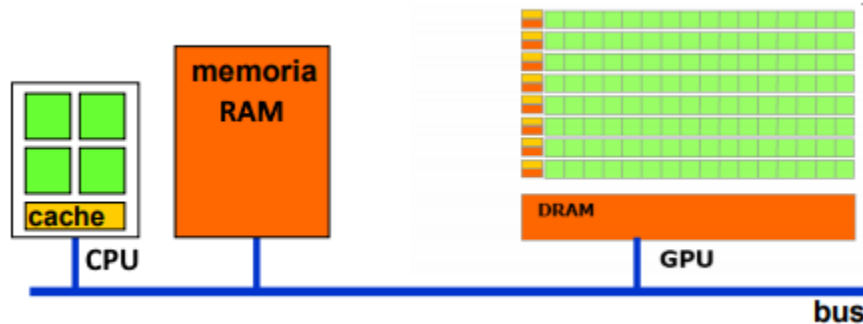 memoria
RAM
cache
CPU
DRAM
GPU
bus